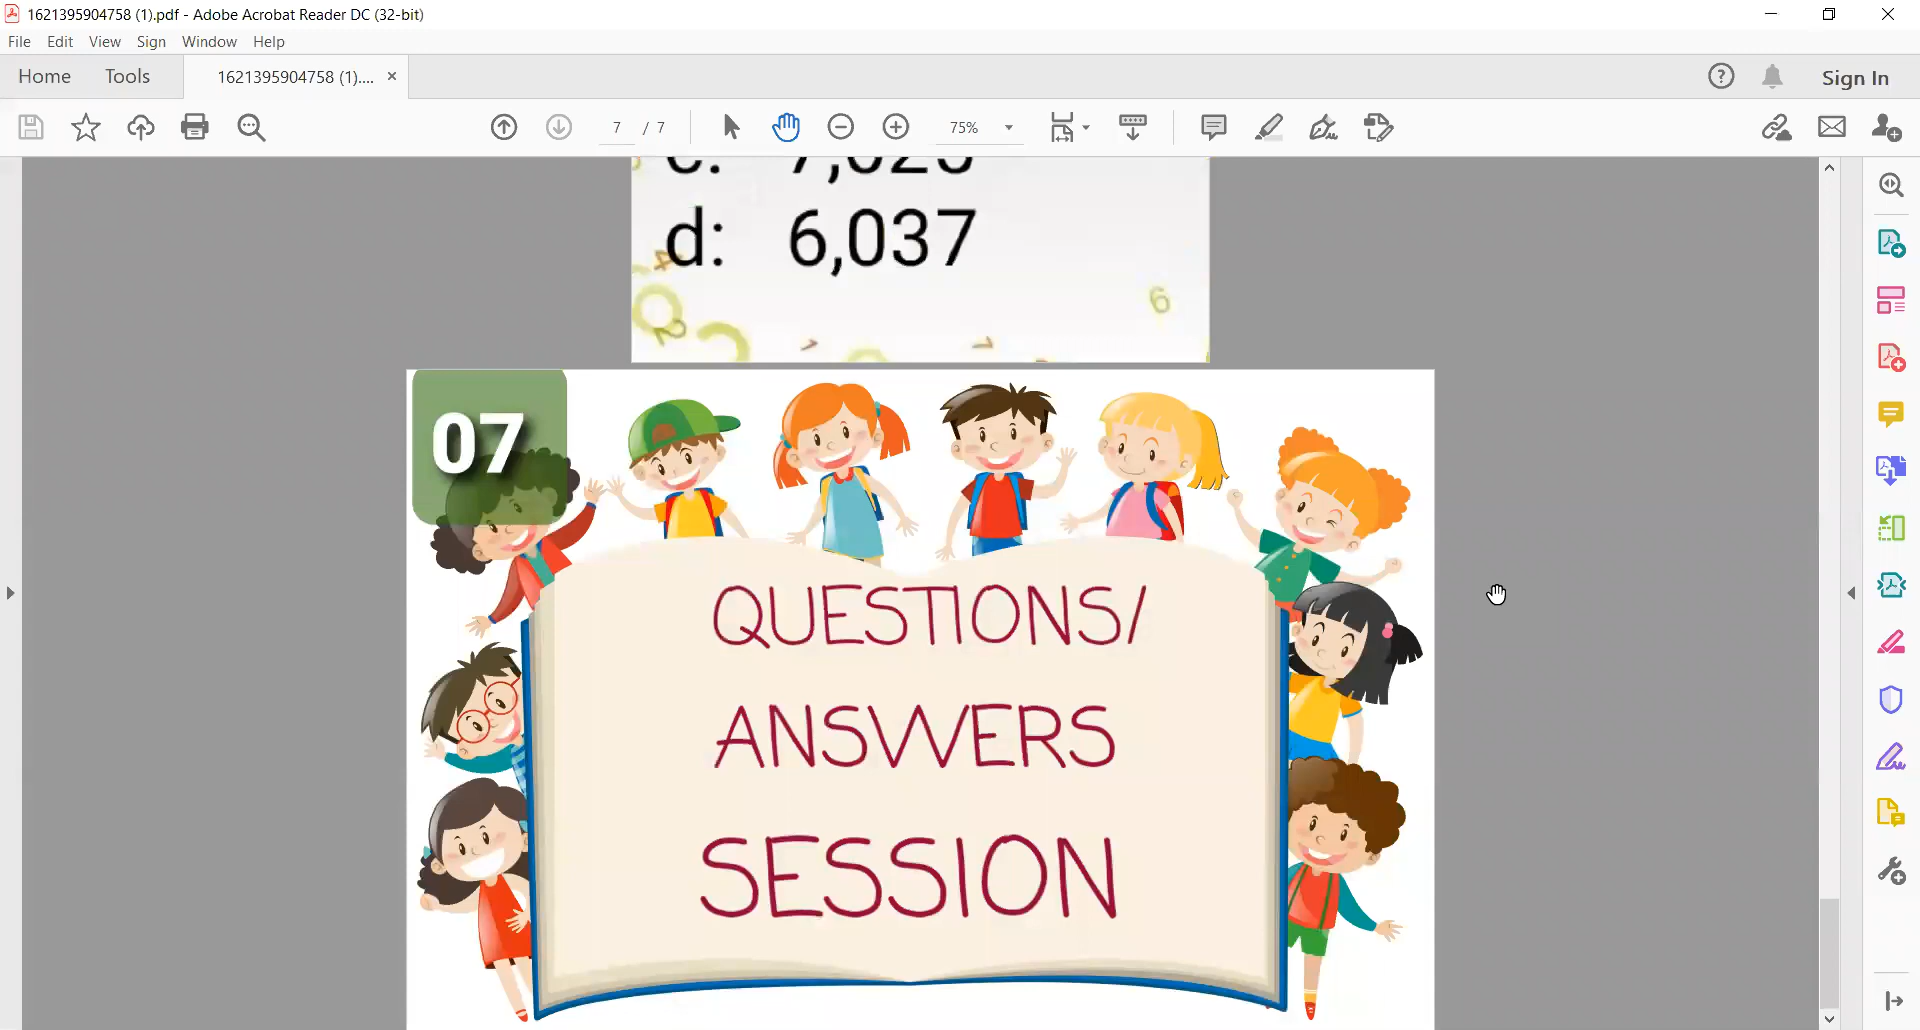 1621395904758 (1).pdf - Adobe Acrobat Reader DC (32-bit)
File Edit View Sign Window Help
Home Tools 1621395904758 (1).... × Sign In
7 / 7 75%
d: 6,037
6
07
QUESTIONS/
ANSWERS
SESSION